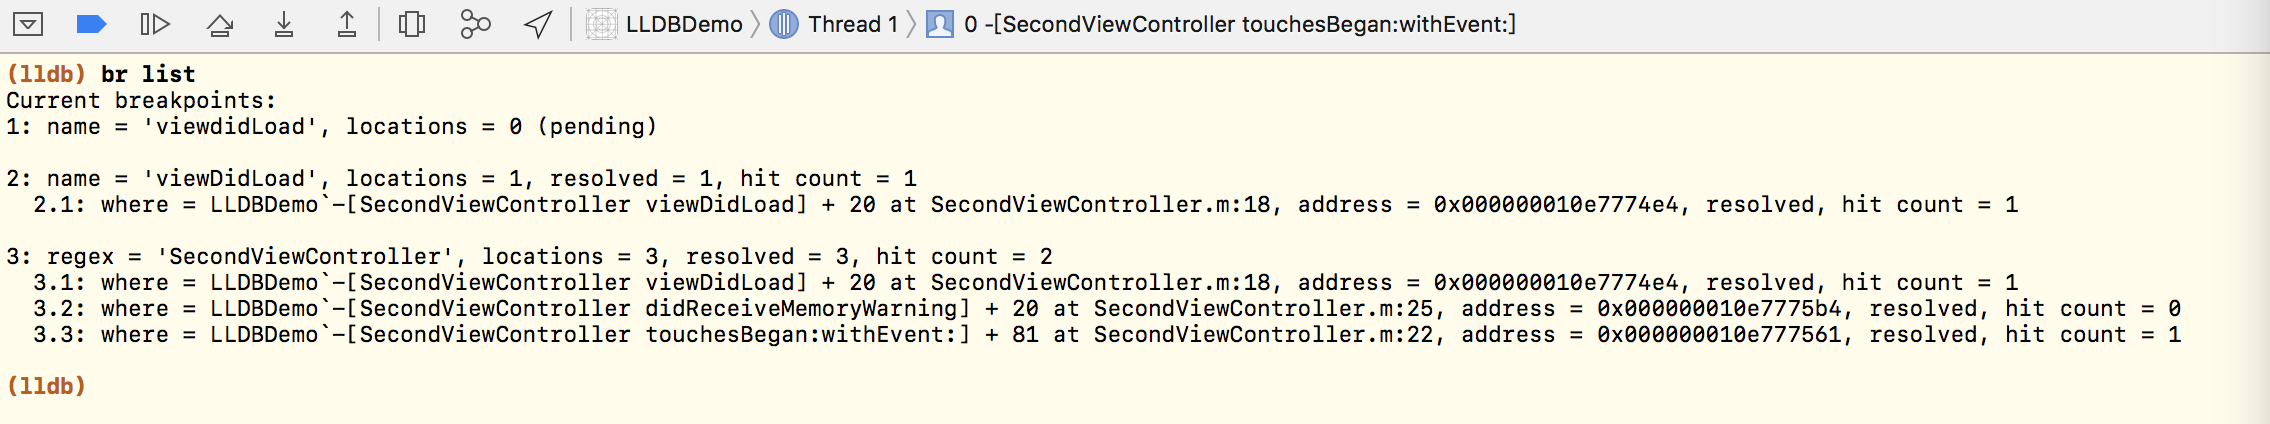 LLDBDemo Thread 1 0 -[SecondViewController touchesBegan:withEvent:]
(lldb) br list
Current breakpoints:
1: name = 'viewdidLoad', locations = 0 (pending)
2: name = 'viewDidLoad', locations = 1, resolved = 1, hit count = 1
2.1: where = LLDBDemo`-[SecondViewController viewDidLoad] + 20 at SecondViewController.m:18, address = 0x000000010e7774e4, resolved, hit count = 1
3: regex = 'SecondViewController', locations = 3, resolved = 3, hit count = 2
3.1: where = LLDBDemo`-[SecondViewController viewDidLoad] + 20 at SecondViewController.m:18, address = 0x000000010e7774e4, resolved, hit count = 1
3.2: where = LLDBDemo`-[SecondViewController didReceiveMemoryWarning] + 20 at SecondViewController.m:25, address = 0x000000010e7775b4, resolved, hit count = 0
3.3: where = LLDBDemo`-[SecondViewController touchesBegan:withEvent:] + 81 at SecondViewController.m:22, address = 0x000000010e777561, resolved, hit count = 1
(lldb)